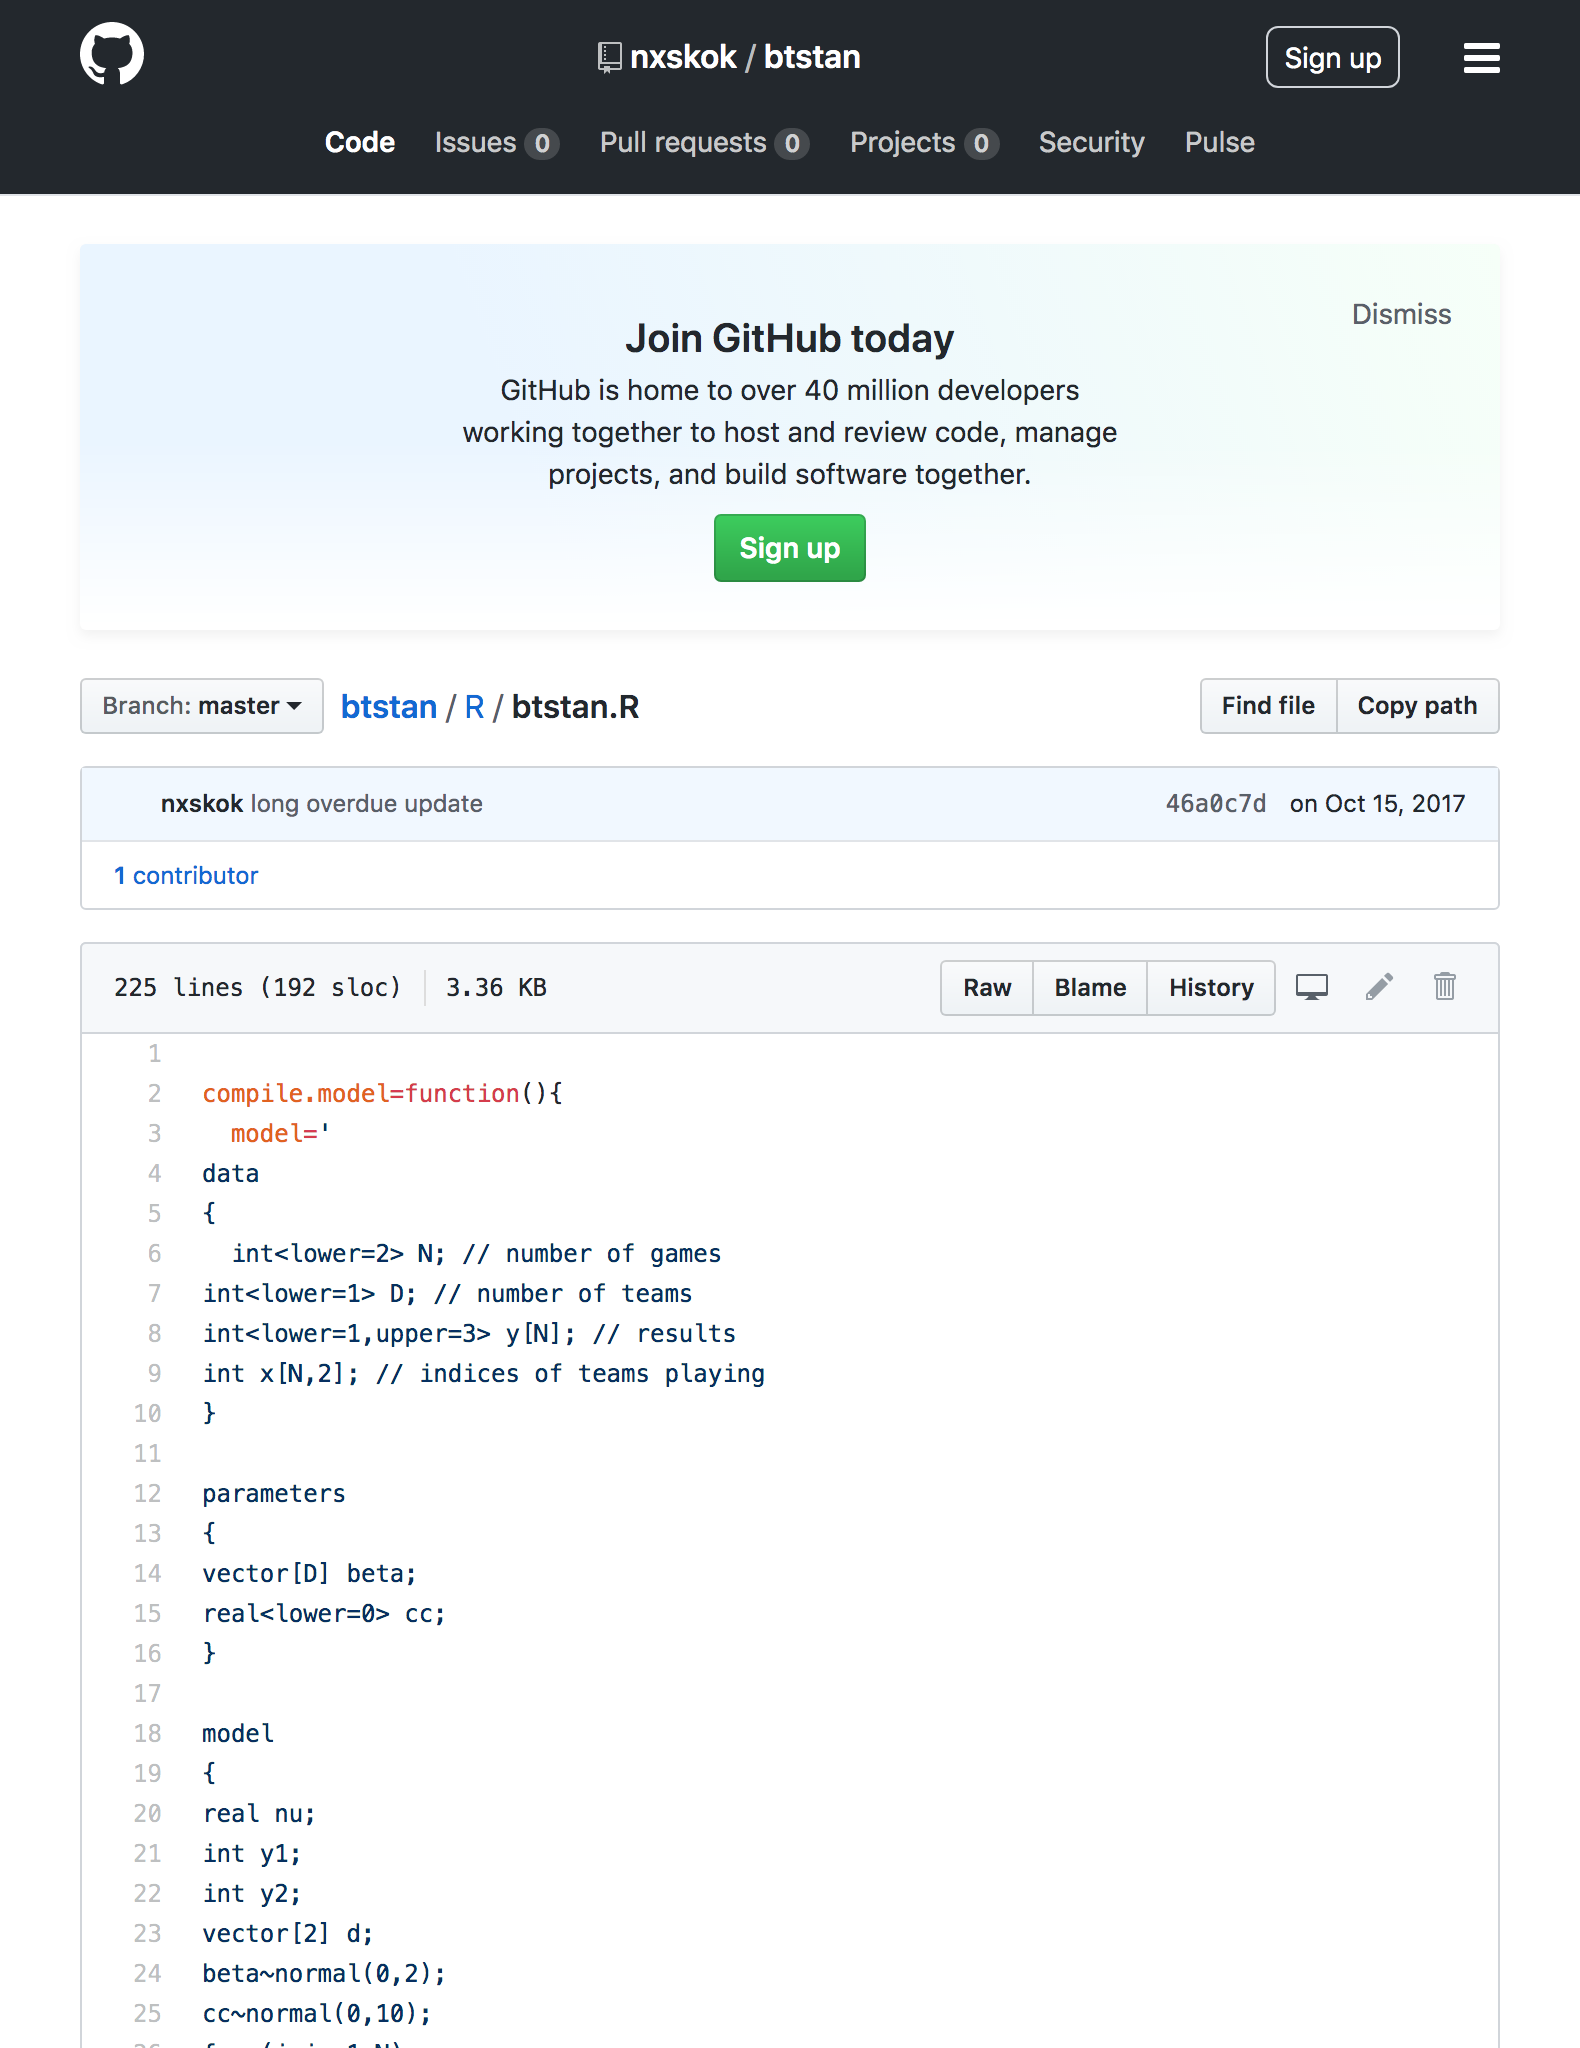 nxskok / btstan
Sign up
Code Issues 0 Pull requests 0 Projects 0 Security Pulse
Dismiss
Join GitHub today
GitHub is home to over 40 million developers
working together to host and review code, manage
projects, and build software together.
Sign up
Branch: master btstan / R / btstan.R Find file Copy path
nxskok long overdue update 46a0c7d on Oct 15, 2017
1 contributor
225 lines (192 sloc) 3.36 KB Raw Blame History
1
2 compile.model=function(){
3   model='
4 data
5 {
6   int<lower=2> N; // number of games
7 int<lower=1> D; // number of teams
8 int<lower=1,upper=3> y[N]; // results
9 int x[N,2]; // indices of teams playing
10 }
11
12 parameters
13 {
14 vector[D] beta;
15 real<lower=0> cc;
16 }
17
18 model
19 {
20 real nu;
21 int y1;
22 int y2;
23 vector[2] d;
24 beta~normal(0,2);
25 cc~normal(0,10);